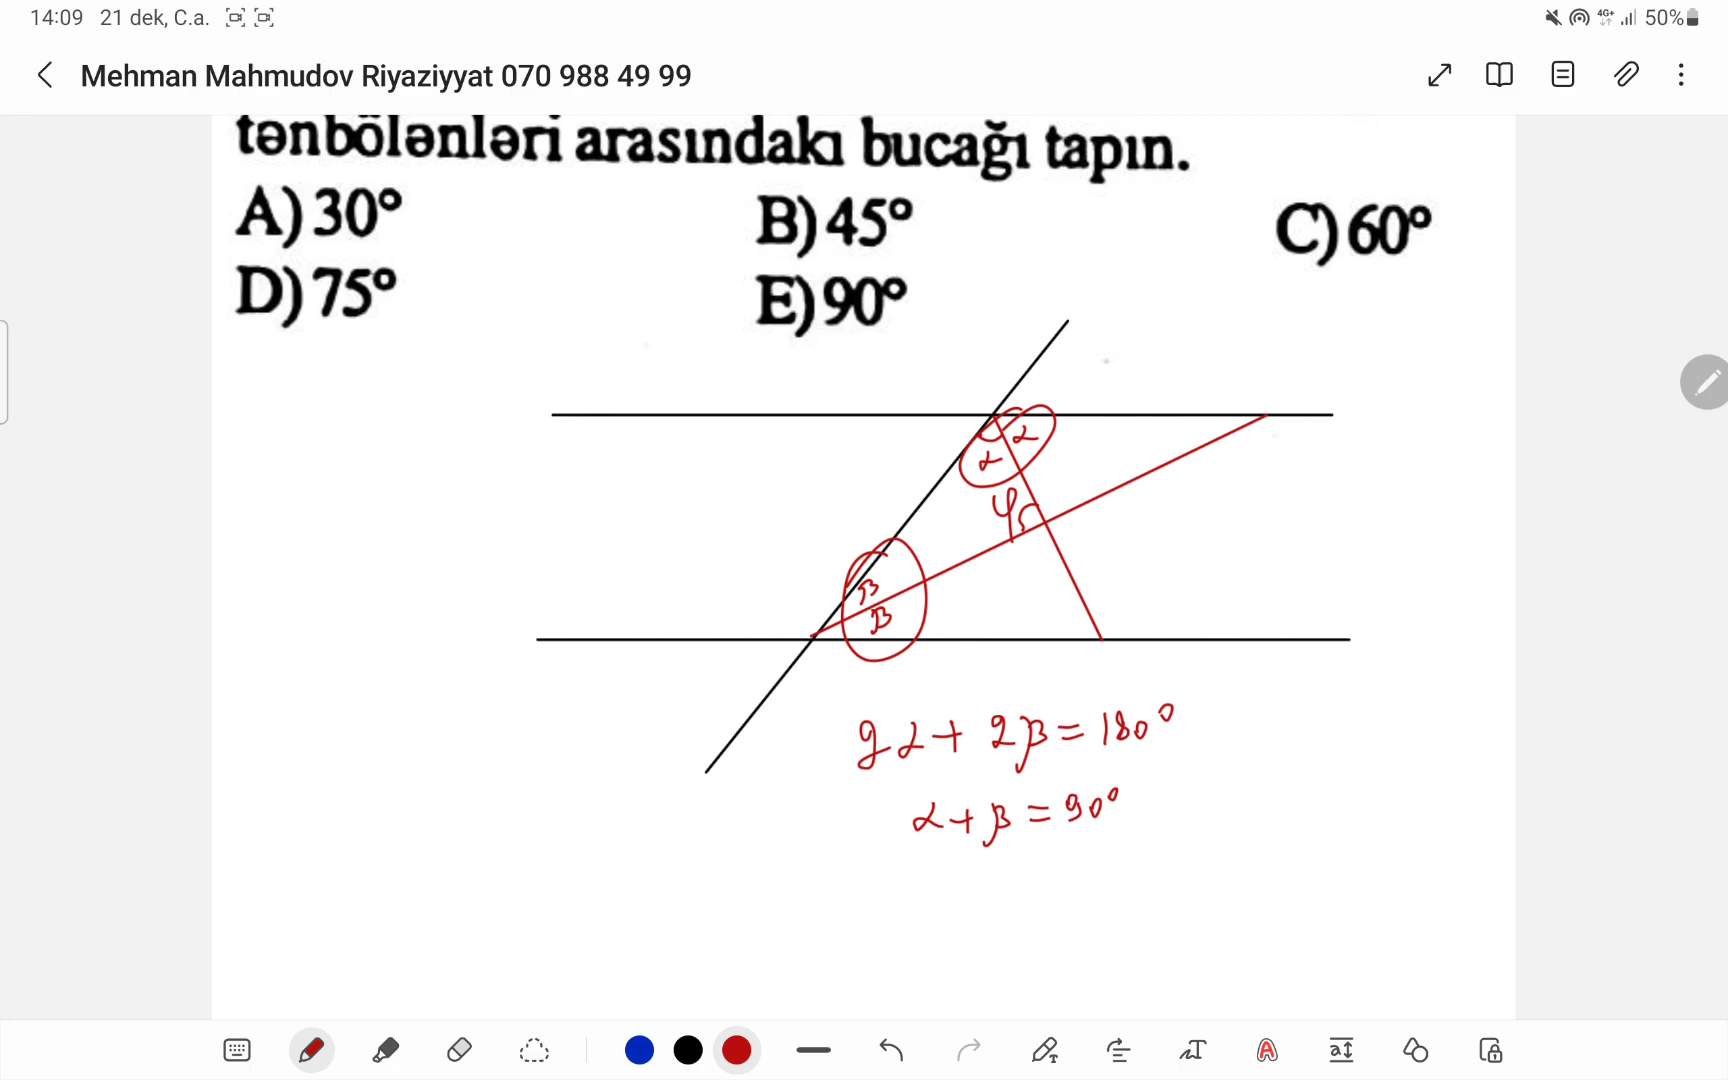 14:09 21 dek, C.a. 4G+ 50%
Mehman Mahmudov Riyaziyyat 070 988 49 99
tənbölənləri arasındakı bucağı tapın.
A) 30° B) 45° C) 60°
D) 75° E) 90°
α
α
φ
β
β
2α + 2β = 180°
α + β = 90°